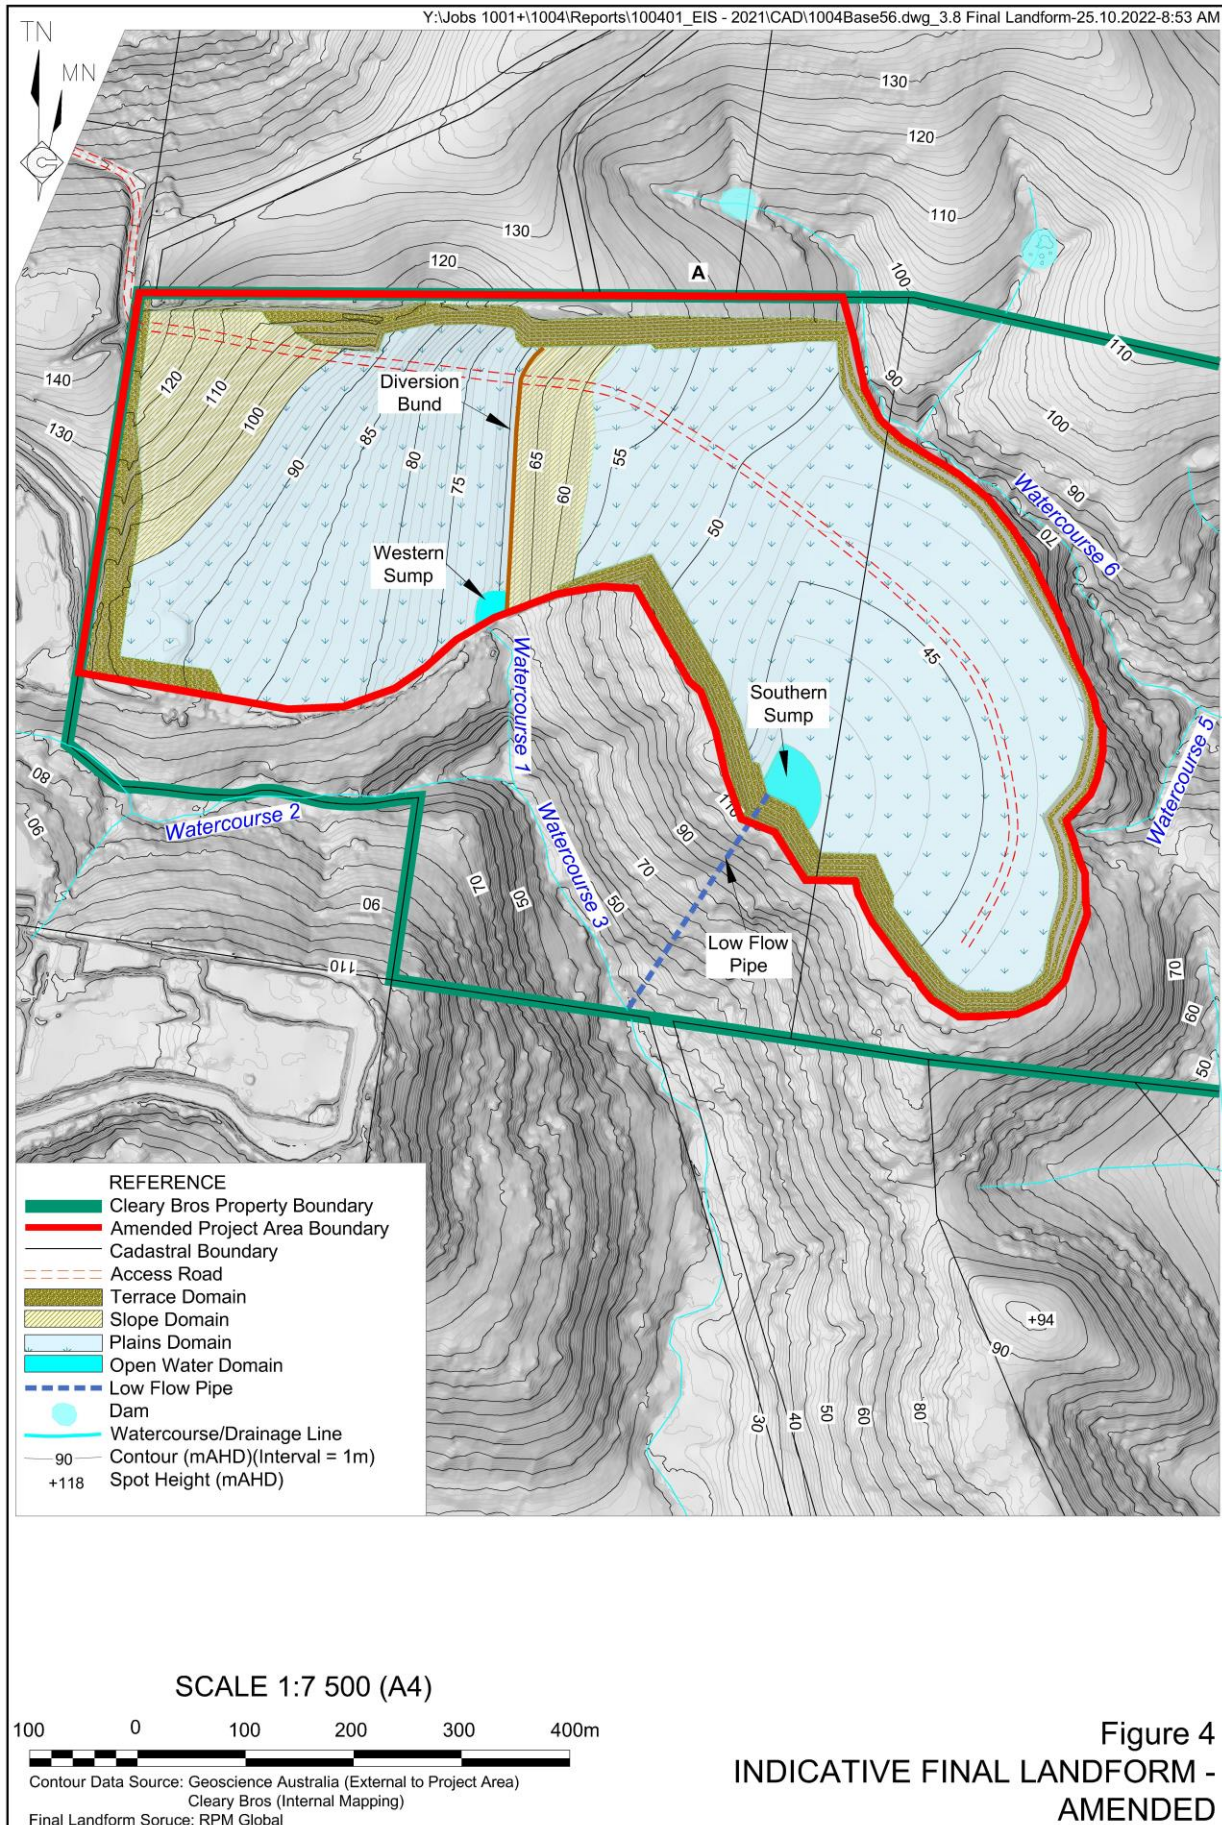 Y:\Jobs 1001+\1004\Reports\100401_EIS - 2021\CAD\1004Base56.dwg_3.8 Final Landform-25.10.2022-8:53 AM
TN
MN
130
120
110
130
120
100
A
110
90
140
130
120
110
100
Diversion
Bund
90
85
80
75
65
60
55
50
100
90
Watercourse 6
70
Western
Sump
45
Watercourse 1
Southern
Sump
Watercourse 5
80
90
Watercourse 2
Watercourse 3
110
90
70
50
70
50
90
110
Low Flow
Pipe
70
60
50
+94
90
30
40
50
60
80
REFERENCE
Cleary Bros Property Boundary
Amended Project Area Boundary
Cadastral Boundary
Access Road
Terrace Domain
Slope Domain
Plains Domain
Open Water Domain
Low Flow Pipe
Dam
Watercourse/Drainage Line
90 Contour (mAHD)(Interval = 1m)
+118 Spot Height (mAHD)
SCALE 1:7 500 (A4)
100 0 100 200 300 400m
Contour Data Source: Geoscience Australia (External to Project Area)
Cleary Bros (Internal Mapping)
Final Landform Soruce: RPM Global
Figure 4
INDICATIVE FINAL LANDFORM -
AMENDED